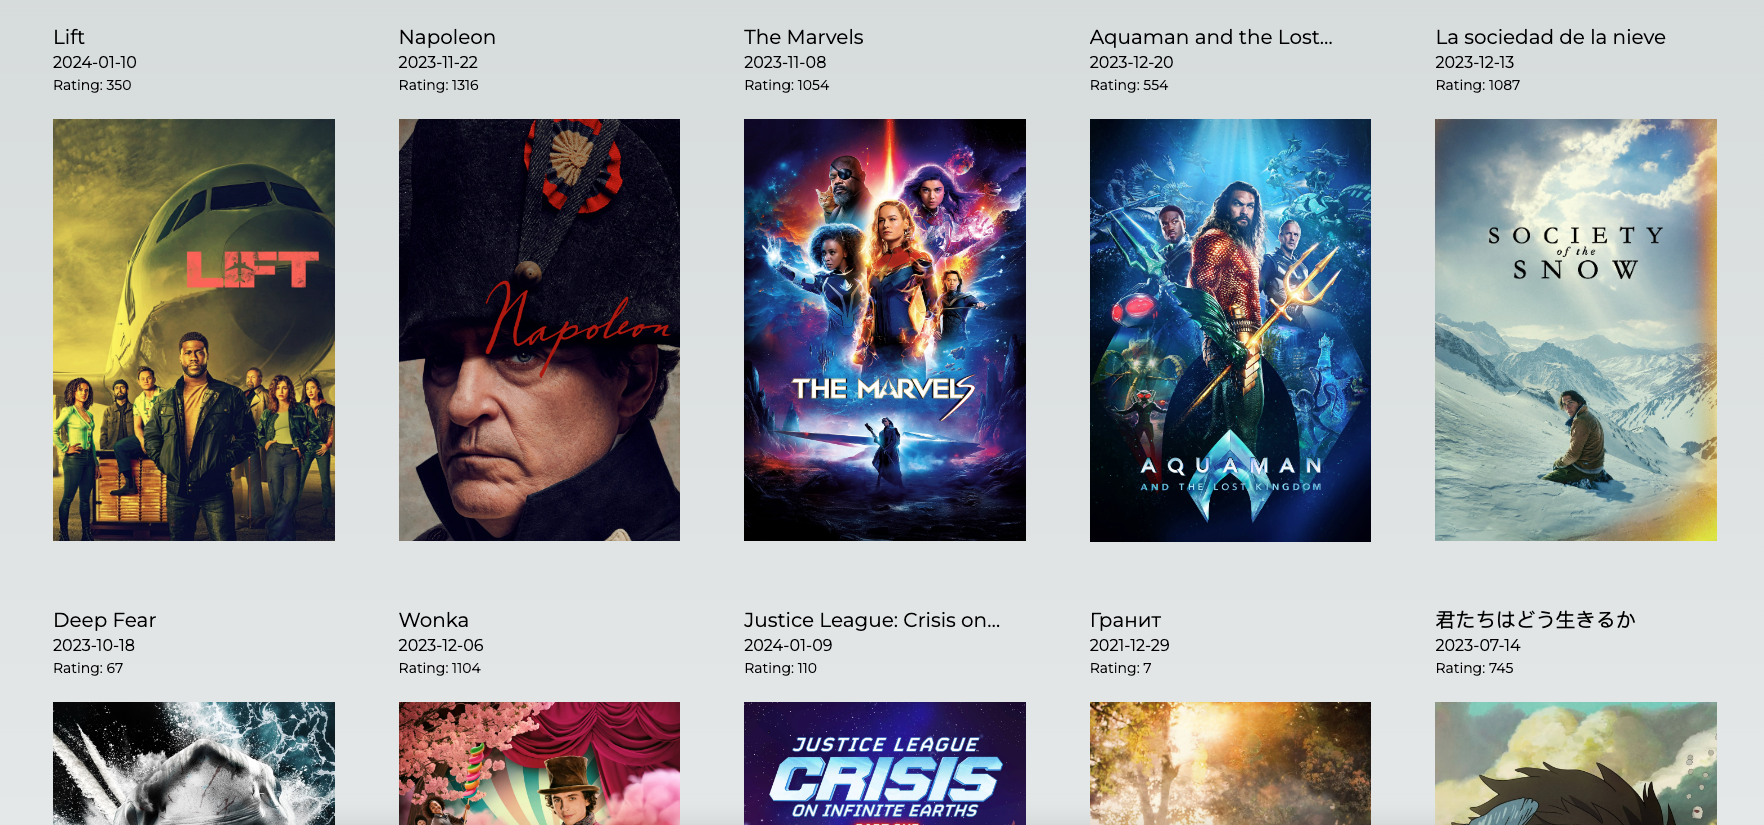 Lift
2024-01-10
Rating: 350
Napoleon
2023-11-22
Rating: 1316
The Marvels
2023-11-08
Rating: 1054
Aquaman and the Lost...
2023-12-20
Rating: 554
La sociedad de la nieve
2023-12-13
Rating: 1087
LIFT
Napoleon
THE MARVELS
AQUAMAN
AND THE LOST KINGDOM
SOCIETY
of the
SNOW
Deep Fear
2023-10-18
Rating: 67
Wonka
2023-12-06
Rating: 1104
Justice League: Crisis on...
2024-01-09
Rating: 110
Гранит
2021-12-29
Rating: 7
君たちはどう生きるか
2023-07-14
Rating: 745
JUSTICE LEAGUE
CRISIS
ON INFINITE EARTHS